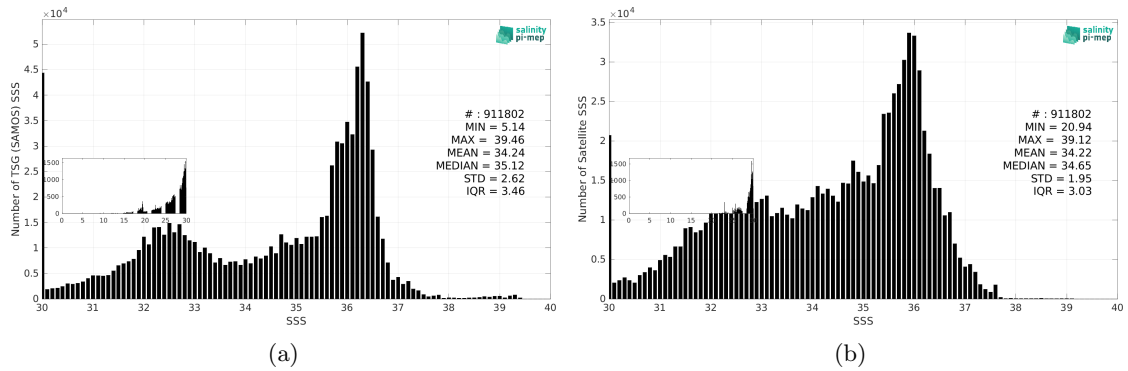 ×10^4
5
4.5
4
3.5
3
2.5
2
1.5
1
0.5
0
Number of TSG (SAMOS) SSS
salinity
pi-mep
# : 911802
MIN = 5.14
MAX = 39.46
MEAN = 34.24
MEDIAN = 35.12
STD = 2.62
IQR = 3.46
1500
1000
500
0
0 5 10 15 20 25 30
30 31 32 33 34 35 36 37 38 39 40
SSS
(a)
×10^4
3.5
3
2.5
2
1.5
1
0.5
0
Number of Satellite SSS
salinity
pi-mep
# : 911802
MIN = 20.94
MAX = 39.12
MEAN = 34.22
MEDIAN = 34.65
STD = 1.95
IQR = 3.03
1500
1000
500
0
0 5 10 15
30 31 32 33 34 35 36 37 38 39 40
SSS
(b)